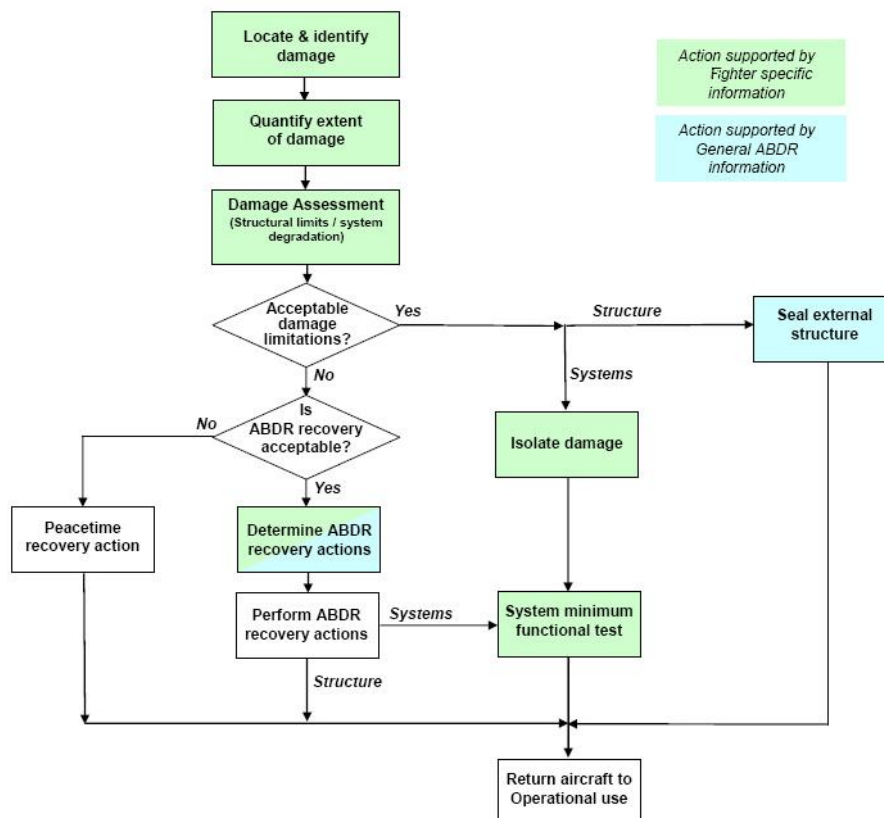 Locate & identify
damage
Action supported by
Fighter specific
information
Quantify extent
of damage
Action supported by
General ABDR
information
Damage Assessment
(Structural limits / system
degradation)
Acceptable
damage
limitations?
Yes
Structure
Seal external
structure
No
Systems
Is
ABDR recovery
acceptable?
No
Isolate damage
Yes
Peacetime
recovery action
Determine ABDR
recovery actions
Perform ABDR
recovery actions
Systems
System minimum
functional test
Structure
Return aircraft to
Operational use